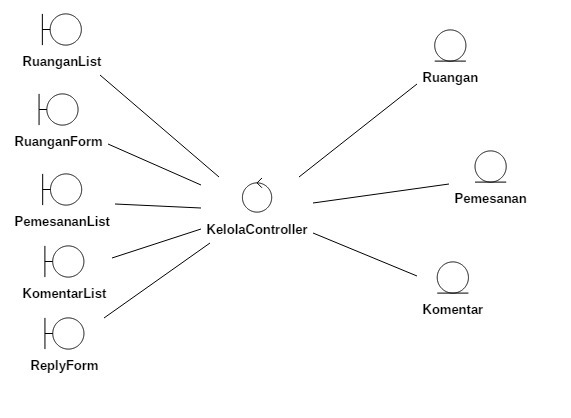 RuanganList
RuanganForm
PemesananList
KomentarList
ReplyForm
KelolaController
Ruangan
Pemesanan
Komentar